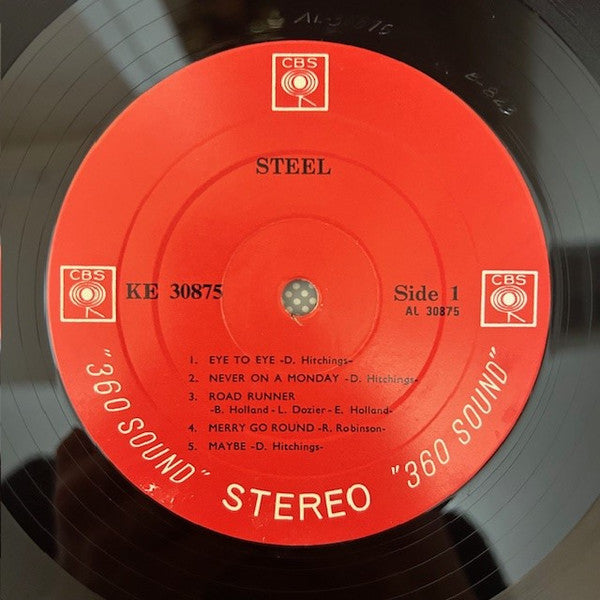 CBS
STEEL
CBS
CBS
KE 30875
Side 1
AL 30875
1. EYE TO EYE -D. Hitchings-
2. NEVER ON A MONDAY -D. Hitchings-
3. ROAD RUNNER
-B. Holland - L. Dozier - E. Holland-
4. MERRY GO ROUND -R. Robinson-
5. MAYBE -D. Hitchings-
"360 SOUND"
STEREO
"360 SOUND"